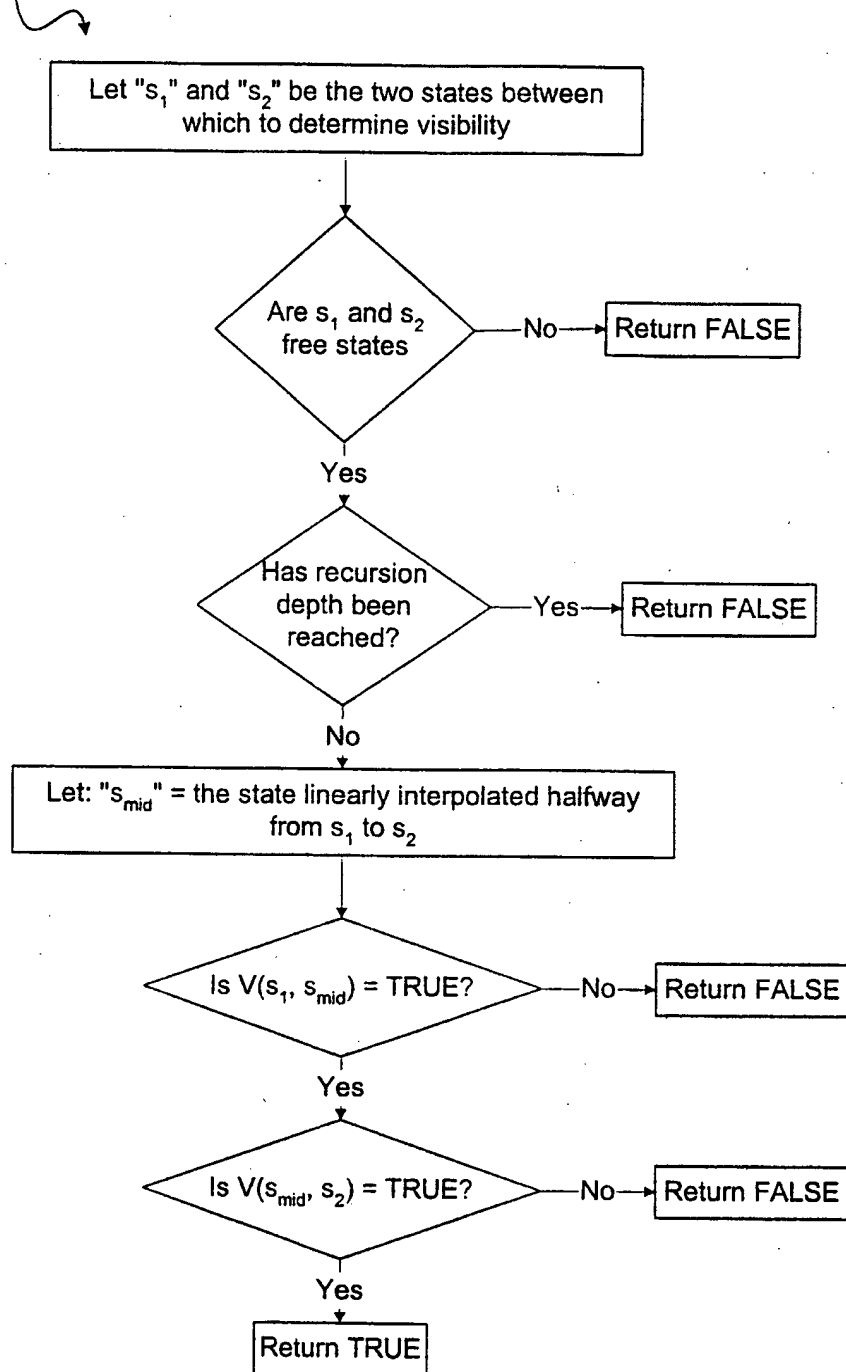 Let "s₁" and "s₂" be the two states between
which to determine visibility
Are s₁ and s₂
free states
No
Return FALSE
Yes
Has recursion
depth been
reached?
Yes
Return FALSE
No
Let: "s_mid" = the state linearly interpolated halfway
from s₁ to s₂
Is V(s₁, s_mid) = TRUE?
No
Return FALSE
Yes
Is V(s_mid, s₂) = TRUE?
No
Return FALSE
Yes
Return TRUE